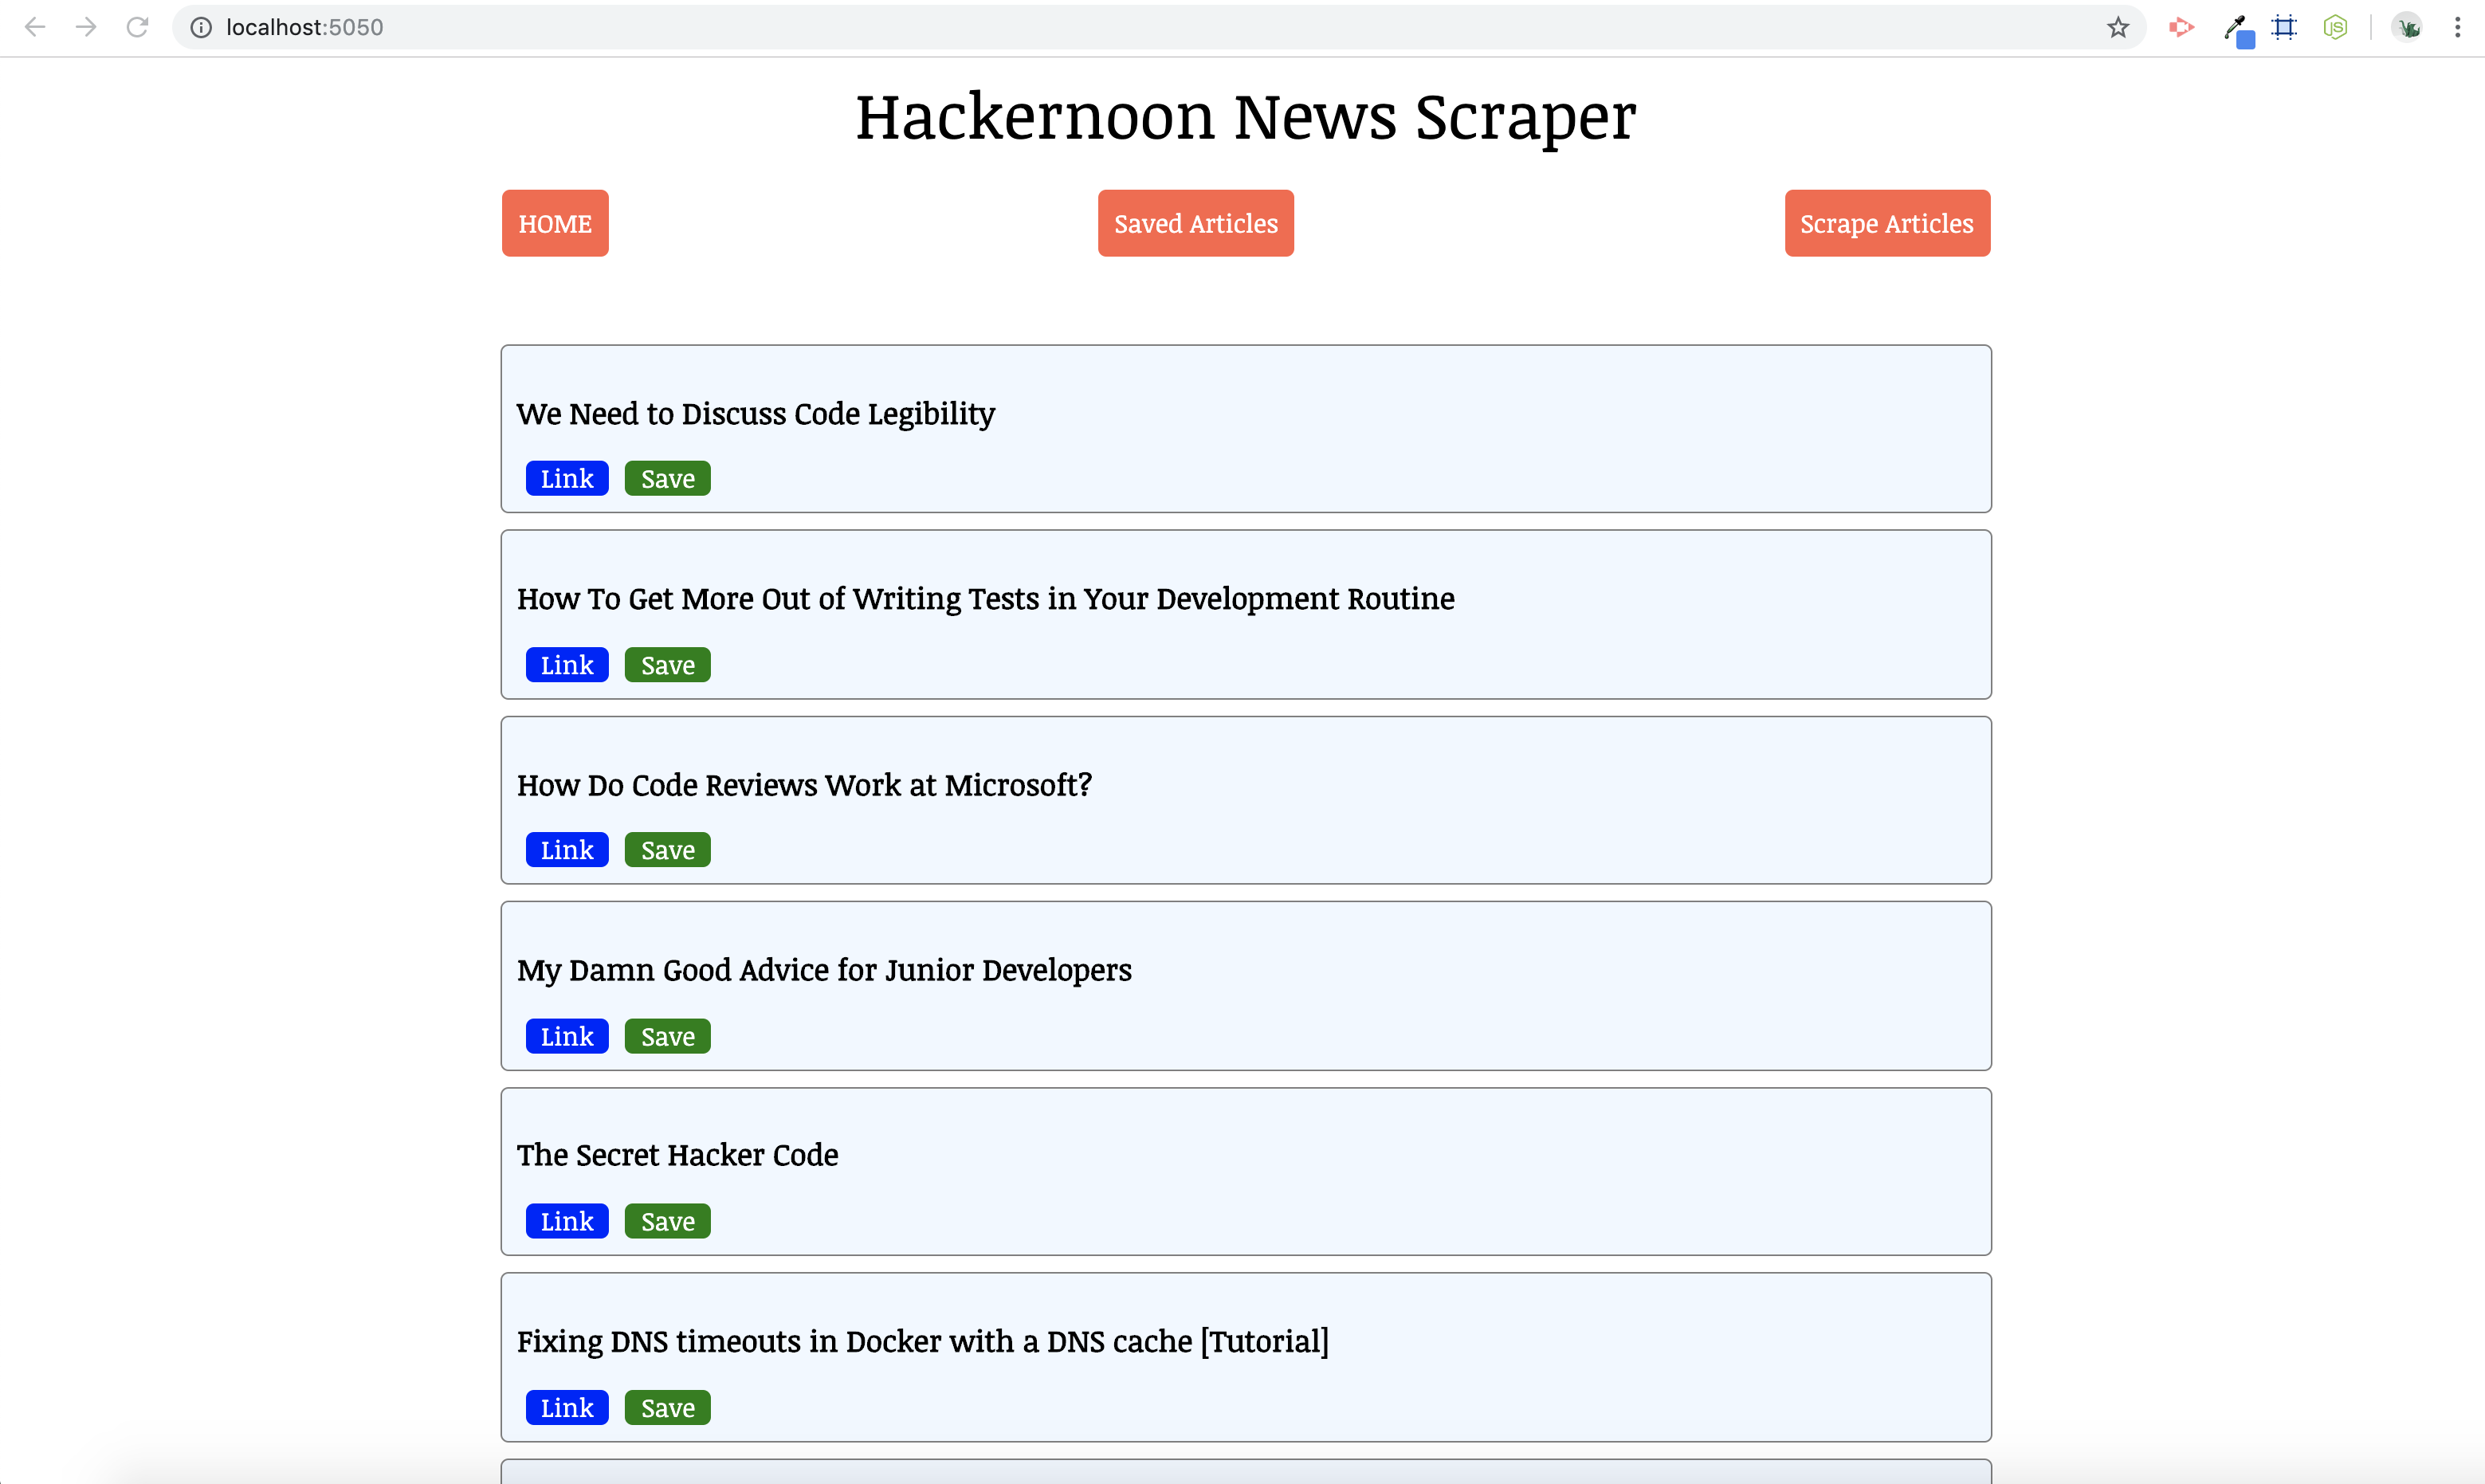 localhost:5050
JS
Hackernoon News Scraper
HOME Saved Articles Scrape Articles
We Need to Discuss Code Legibility
Link Save
How To Get More Out of Writing Tests in Your Development Routine
Link Save
How Do Code Reviews Work at Microsoft?
Link Save
My Damn Good Advice for Junior Developers
Link Save
The Secret Hacker Code
Link Save
Fixing DNS timeouts in Docker with a DNS cache [Tutorial]
Link Save